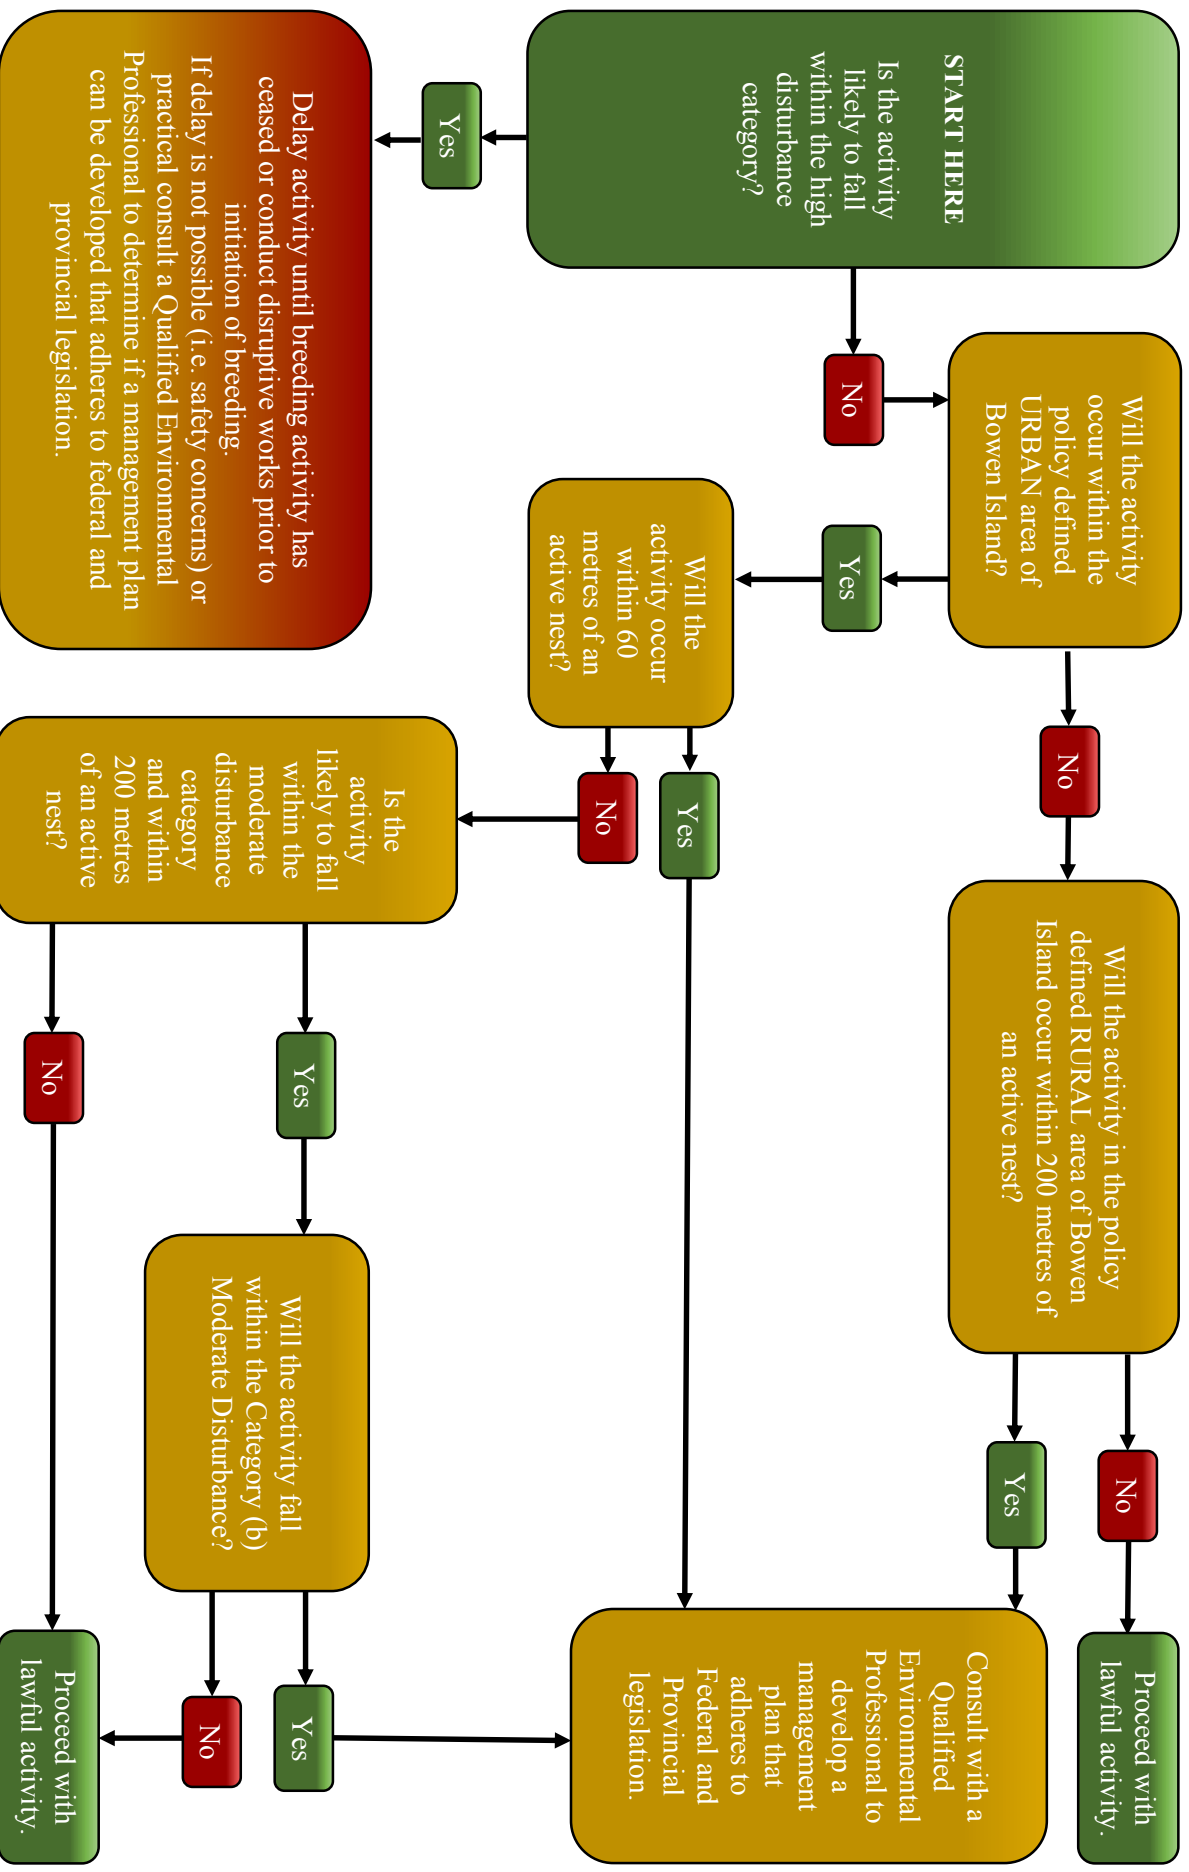 START HERE
Is the activity
likely to fall
within the high
disturbance
category?
Yes
Delay activity until breeding activity has
ceased or conduct disruptive works prior to
initiation of breeding.
If delay is not possible (i.e. safety concerns) or
practical consult a Qualified Environmental
Professional to determine if a management plan
can be developed that adheres to federal and
provincial legislation.
No
Will the activity
occur within the
policy defined
URBAN area of
Bowen Island?
Yes
Will the
activity occur
within 60
metres of an
active nest?
No
Will the activity in the policy
defined RURAL area of Bowen
Island occur within 200 metres of
an active nest?
No
Proceed with
lawful activity.
Yes
Consult with a
Qualified
Environmental
Professional to
develop a
management
plan that
adheres to
Federal and
Provincial
legislation.
Yes
No
Is the
activity
likely to fall
within the
moderate
disturbance
category
and within
200 metres
of an active
nest?
Yes
Will the activity fall
within the Category (b)
Moderate Disturbance?
Yes
No
No
Proceed with
lawful activity.